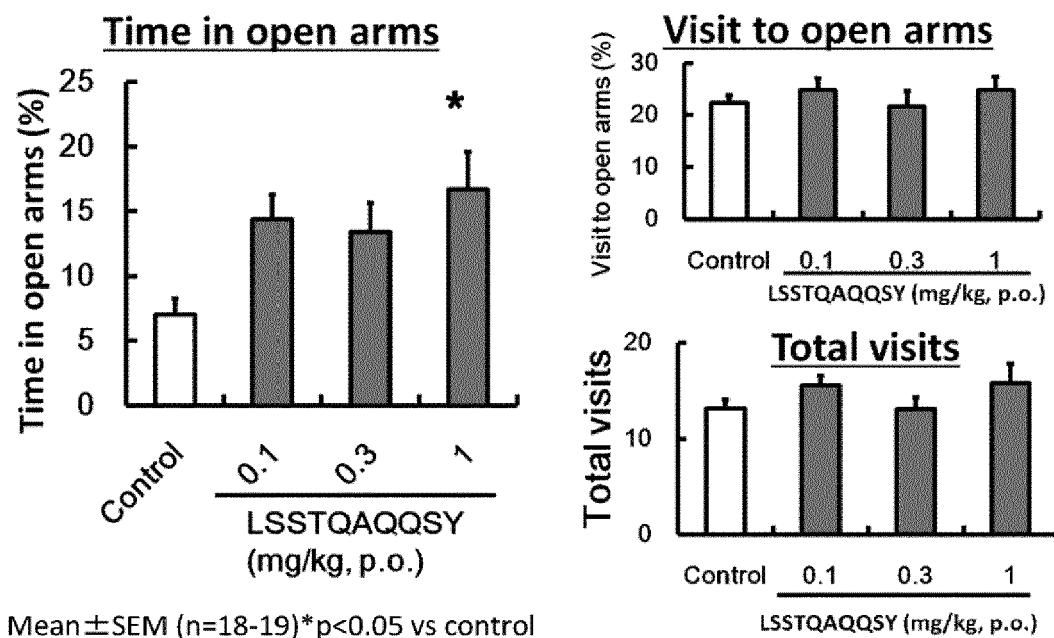 Time in open arms
Time in open arms (%)
25
20
15
10
5
0
*
Control
0.1
0.3
1
LSSTQAQQSY
(mg/kg, p.o.)
Mean±SEM (n=18-19)*p<0.05 vs control
Visit to open arms
Visit to open arms (%)
30
20
10
0
Control 0.1 0.3 1
LSSTQAQQSY (mg/kg, p.o.)
Total visits
Total visits
20
10
0
Control 0.1 0.3 1
LSSTQAQQSY (mg/kg, p.o.)